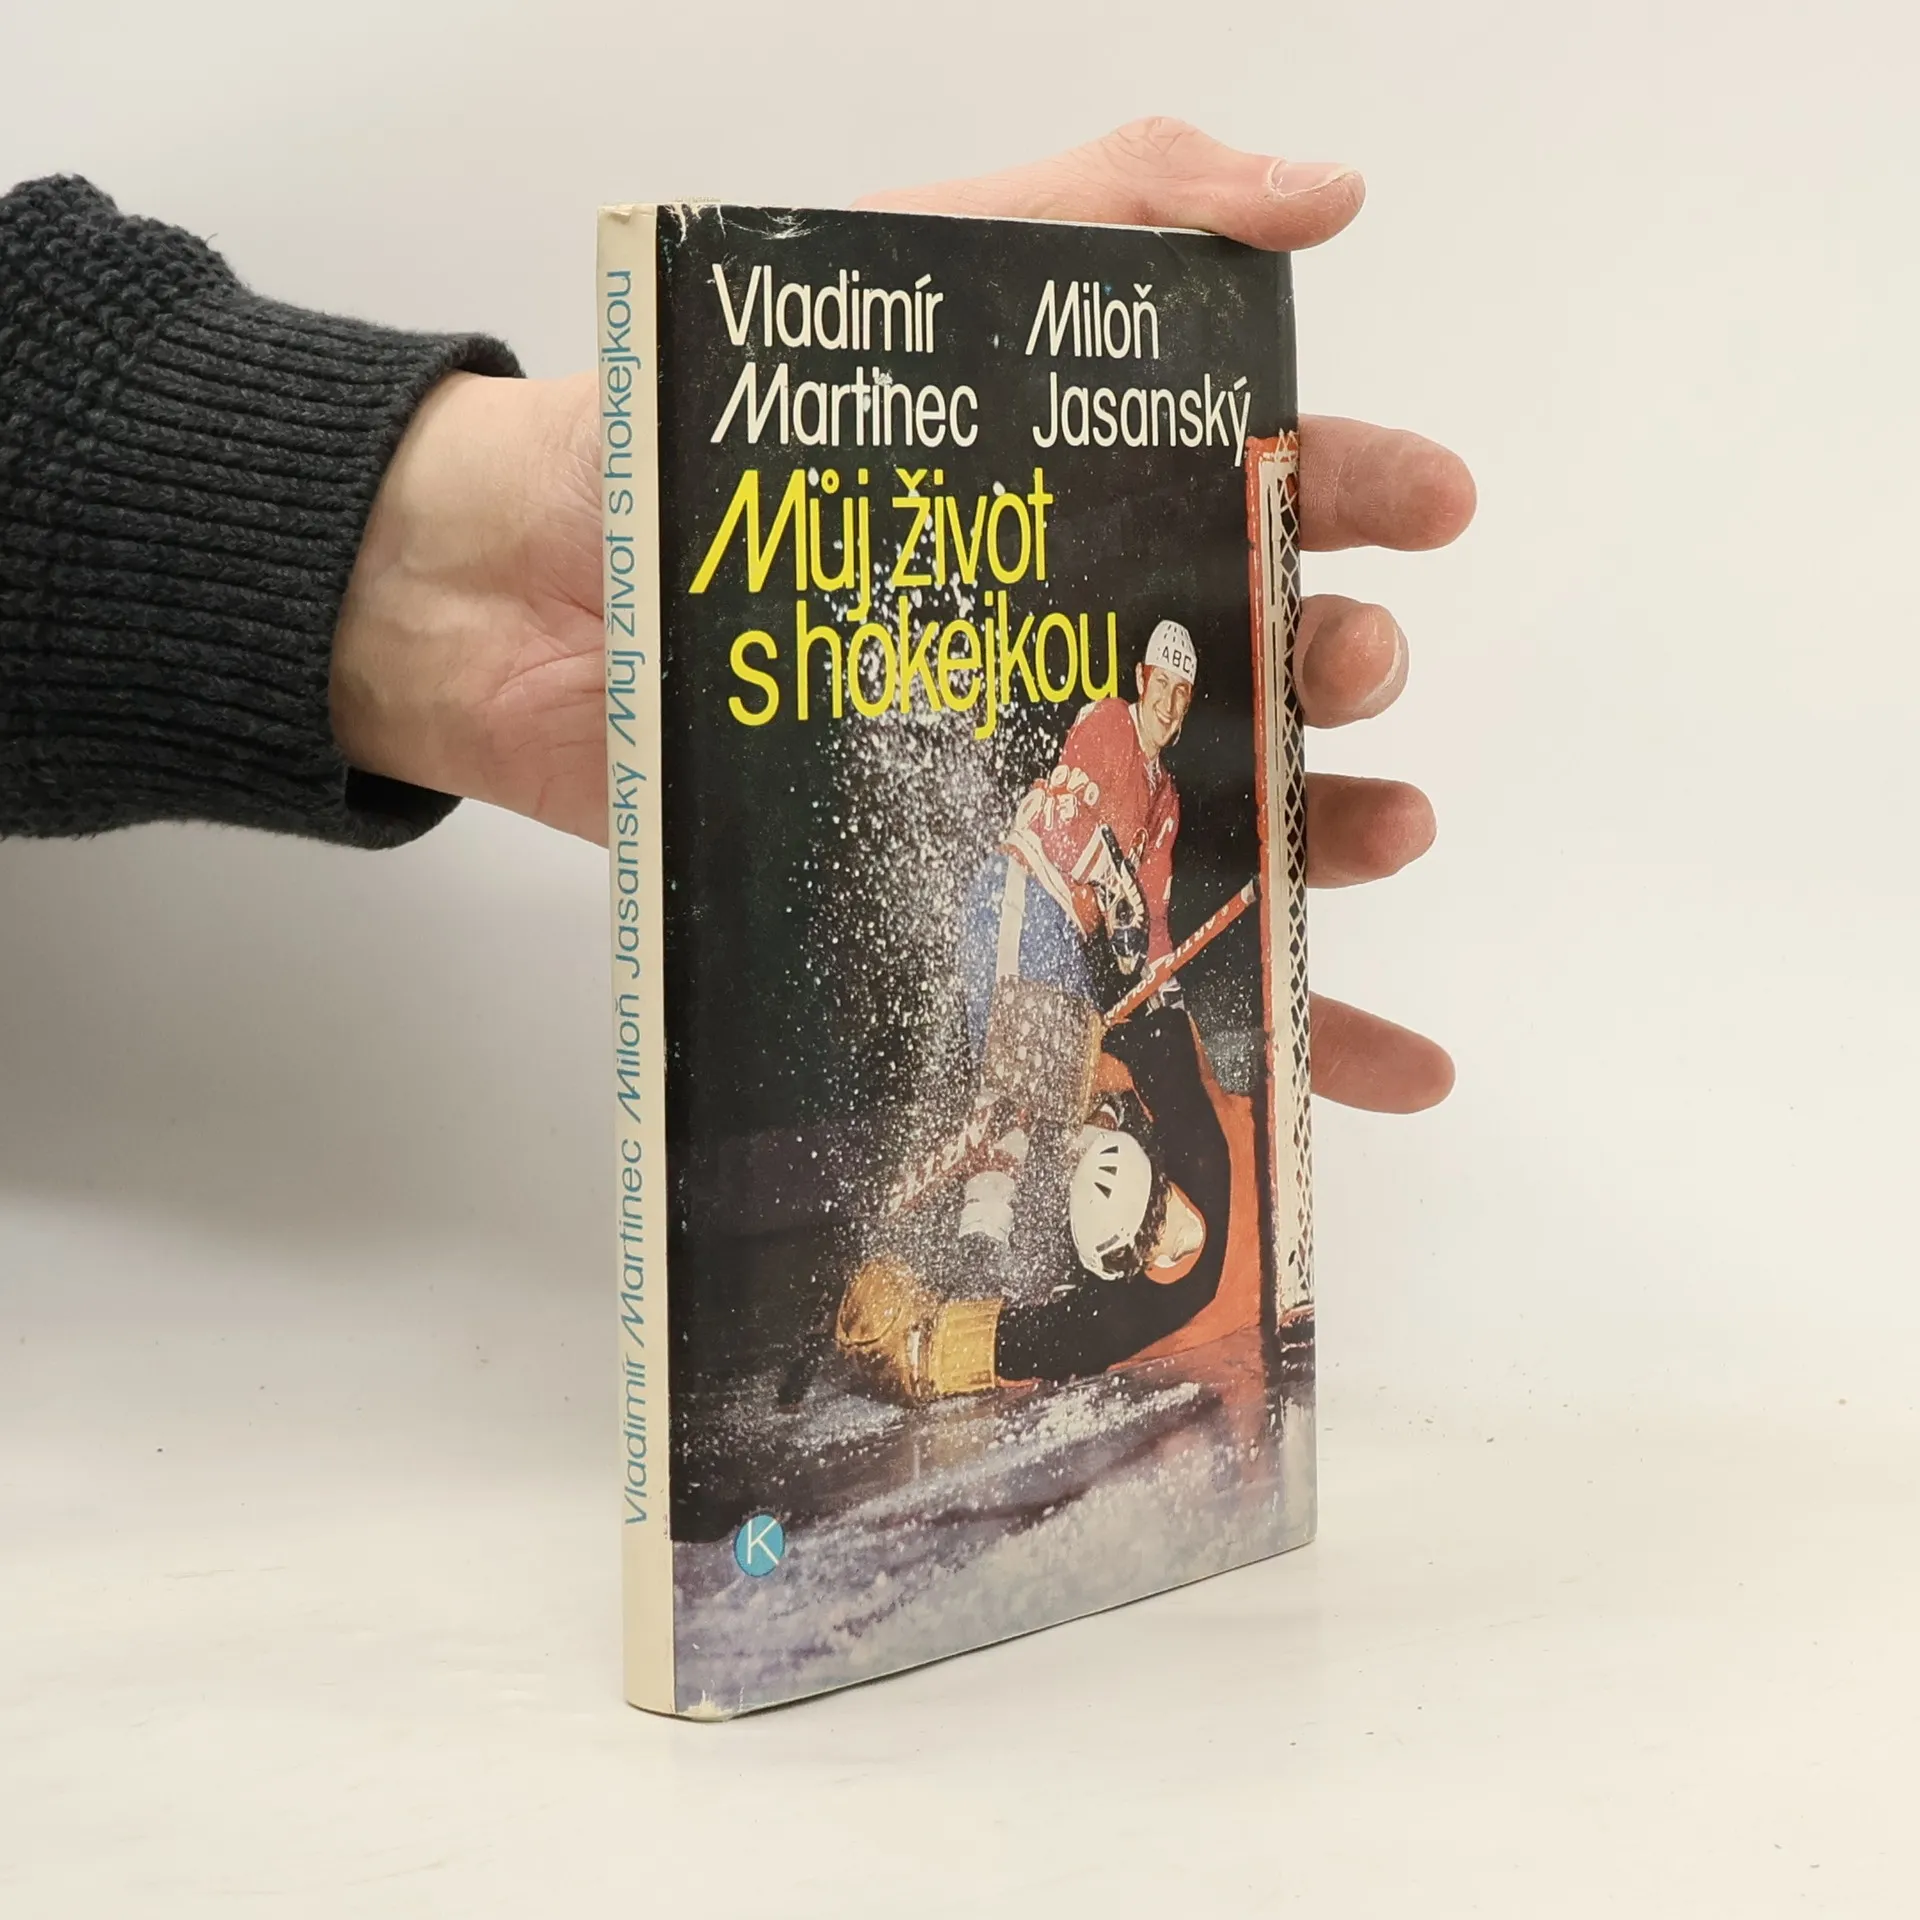 Vladimír Martinec Miloň Jasanský Můj život s hokejkou
Vladimír Miloň
Martinec Jasanský
Můj život
s hokejkou
ABC
K